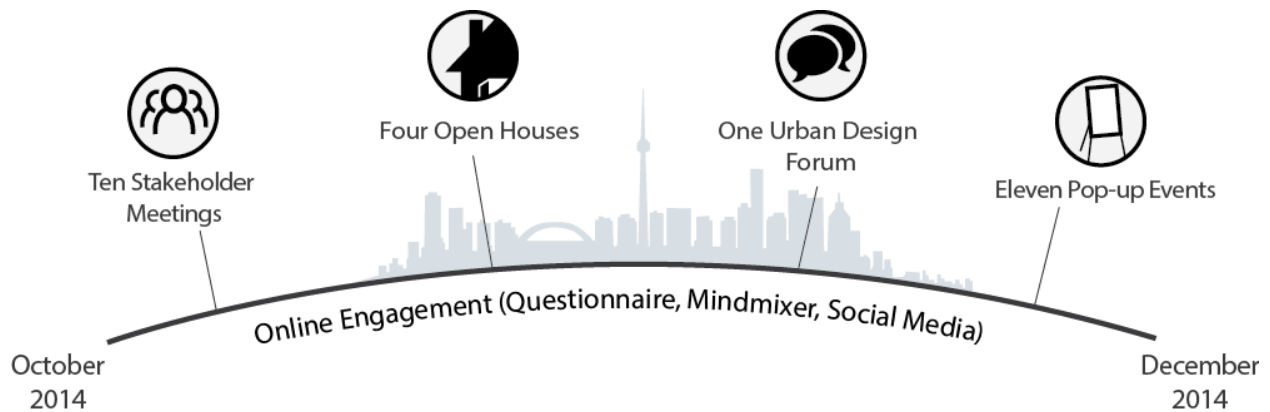 Ten Stakeholder
Meetings
Four Open Houses
One Urban Design
Forum
Eleven Pop-up Events
Online Engagement (Questionnaire, Mindmixer, Social Media)
October
2014
December
2014